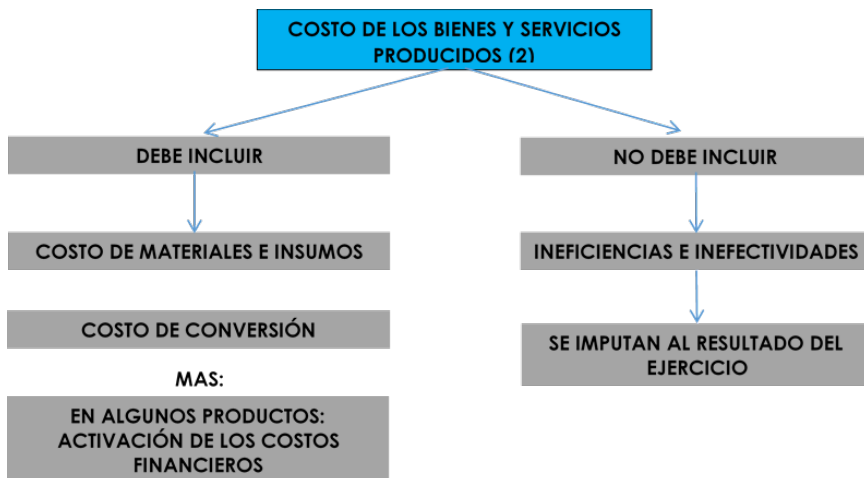 COSTO DE LOS BIENES Y SERVICIOS
PRODUCIDOS (2)
DEBE INCLUIR
NO DEBE INCLUIR
COSTO DE MATERIALES E INSUMOS
INEFICIENCIAS E INEFECTIVIDADES
COSTO DE CONVERSIÓN
SE IMPUTAN AL RESULTADO DEL
EJERCICIO
MAS:
EN ALGUNOS PRODUCTOS:
ACTIVACIÓN DE LOS COSTOS
FINANCIEROS